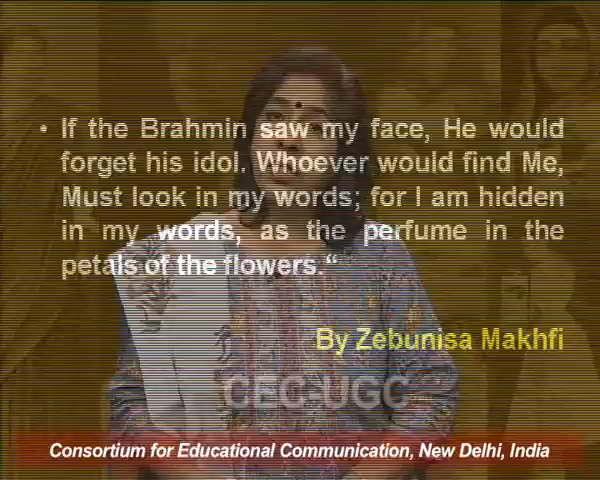 • If the Brahmin saw my face, He would
forget his idol. Whoever would find Me,
Must look in my words; for I am hidden
in my words, as the perfume in the
petals of the flowers.“
By Zebunisa Makhfi
CEC-UGC
Consortium for Educational Communication, New Delhi, India